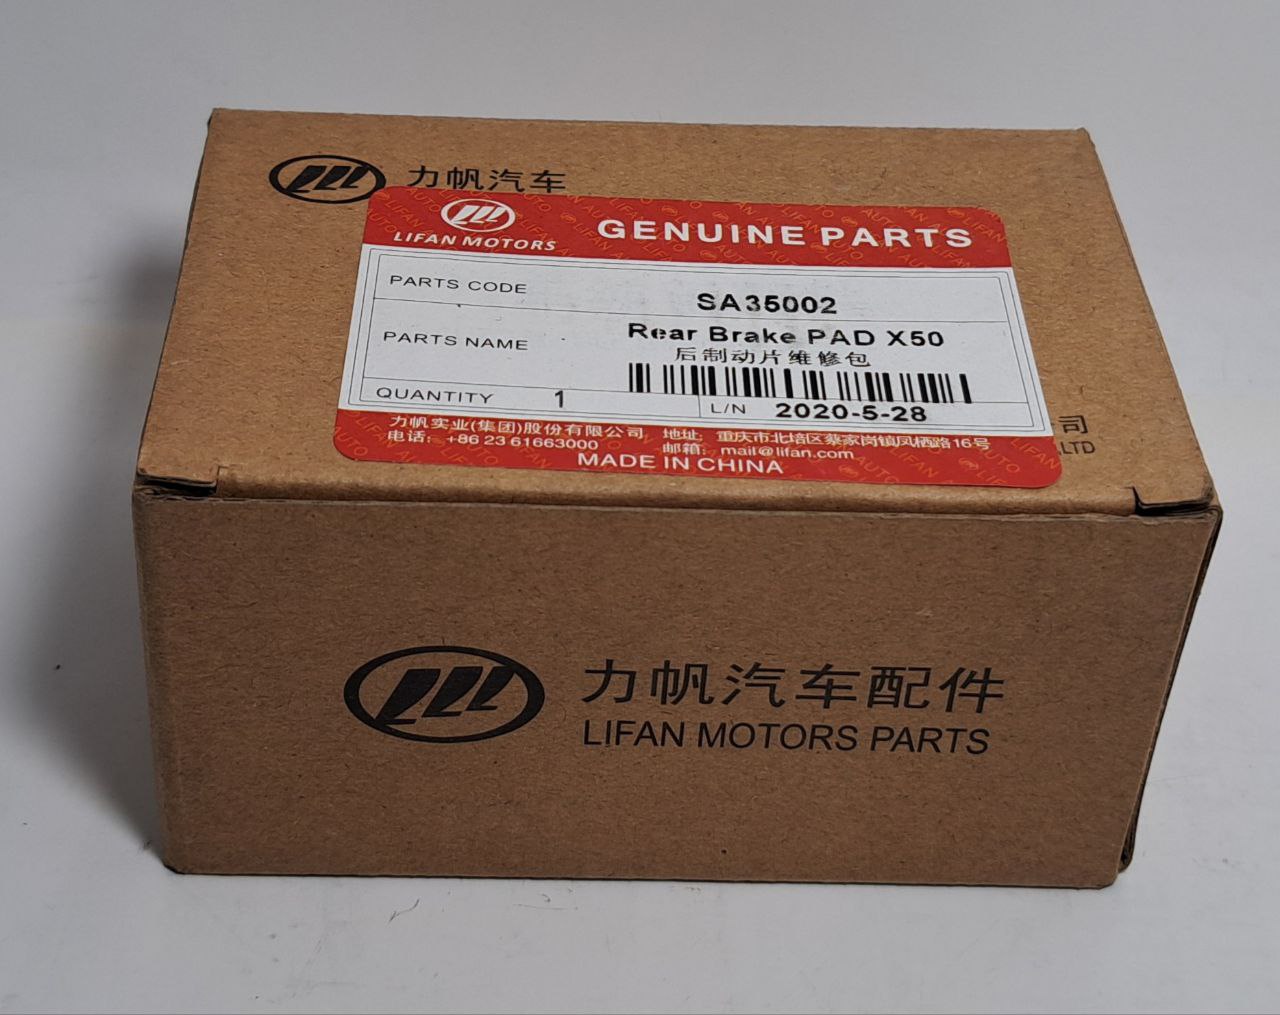 力帆汽车
LIFAN MOTORS
GENUINE PARTS
PARTS CODE SA35002
PARTS NAME Rear Brake PAD X50
后制动片维修包
QUANTITY 1 L/N 2020-5-28
力帆实业(集团)股份有限公司 地址: 重庆市北培区蔡家岗镇凤栖路16号
电话: +86 23 61663000 邮箱: mail@lifan.com
MADE IN CHINA
司
.,LTD
力帆汽车配件
LIFAN MOTORS PARTS